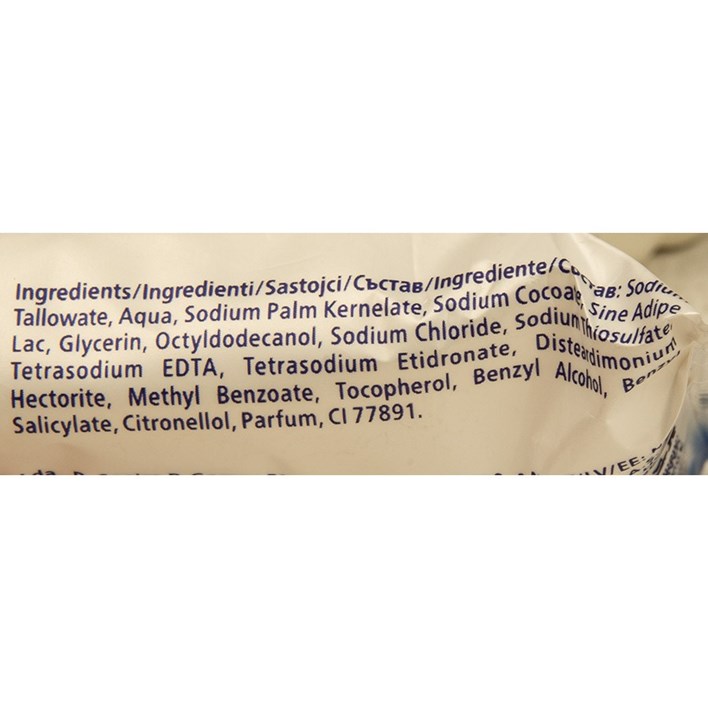 Ingredients/Ingredienti/Sastojci/Състав/Ingrediente/Състав: Sodium
Tallowate, Aqua, Sodium Palm Kernelate, Sodium Cocoate, Sine Adipe
Lac, Glycerin, Octyldodecanol, Sodium Chloride, Sodium Thiosulfate,
Tetrasodium EDTA, Tetrasodium Etidronate, Disteardimonium
Hectorite, Methyl Benzoate, Tocopherol, Benzyl Alcohol, Benzyl
Salicylate, Citronellol, Parfum, CI 77891.